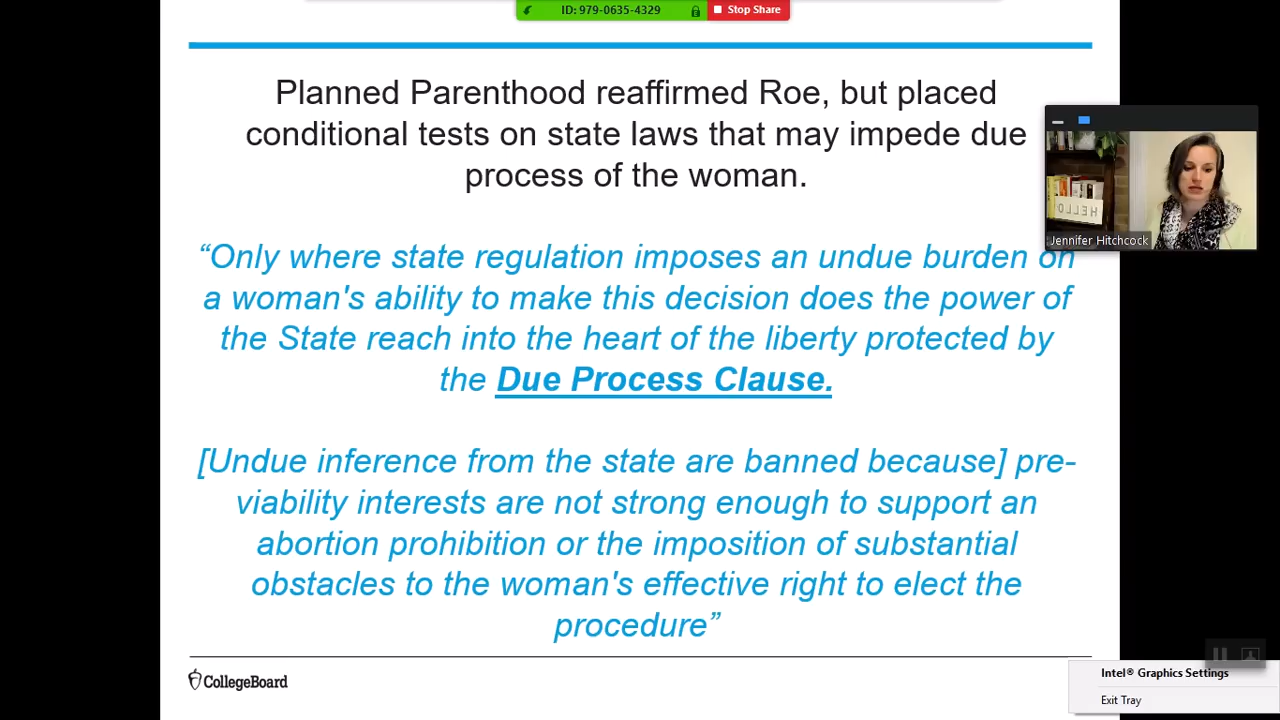 ID: 979-0635-4329
Stop Share
Planned Parenthood reaffirmed Roe, but placed
conditional tests on state laws that may impede due
process of the woman.
HELLO
Jennifer Hitchcock
“Only where state regulation imposes an undue burden on
a woman's ability to make this decision does the power of
the State reach into the heart of the liberty protected by
the Due Process Clause.
[Undue inference from the state are banned because] pre-
viability interests are not strong enough to support an
abortion prohibition or the imposition of substantial
obstacles to the woman's effective right to elect the
procedure”
CollegeBoard
Intel® Graphics Settings
Exit Tray